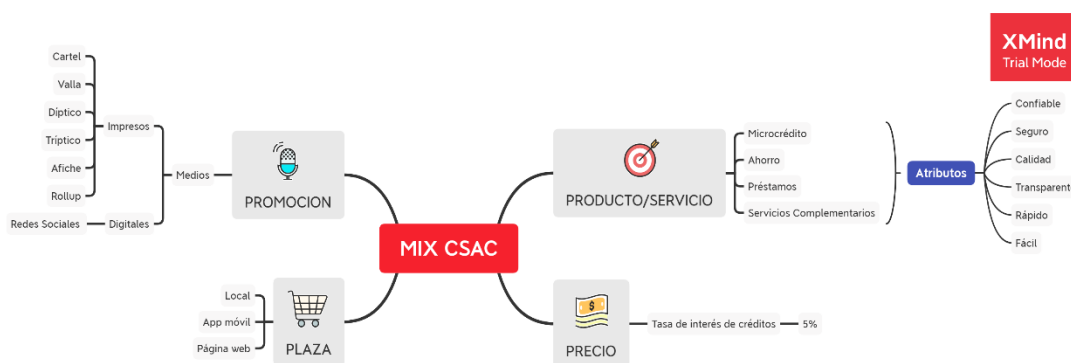 XMind
Trial Mode
MIX CSAC
PROMOCION
Medios
Impresos
Cartel
Valla
Díptico
Tríptico
Afiche
Rollup
Digitales
Redes Sociales
PLAZA
Local
App móvil
Página web
PRODUCTO/SERVICIO
Microcrédito
Ahorro
Préstamos
Servicios Complementarios
Atributos
Confiable
Seguro
Calidad
Transparente
Rápido
Fácil
PRECIO
$
Tasa de interés de créditos
5%